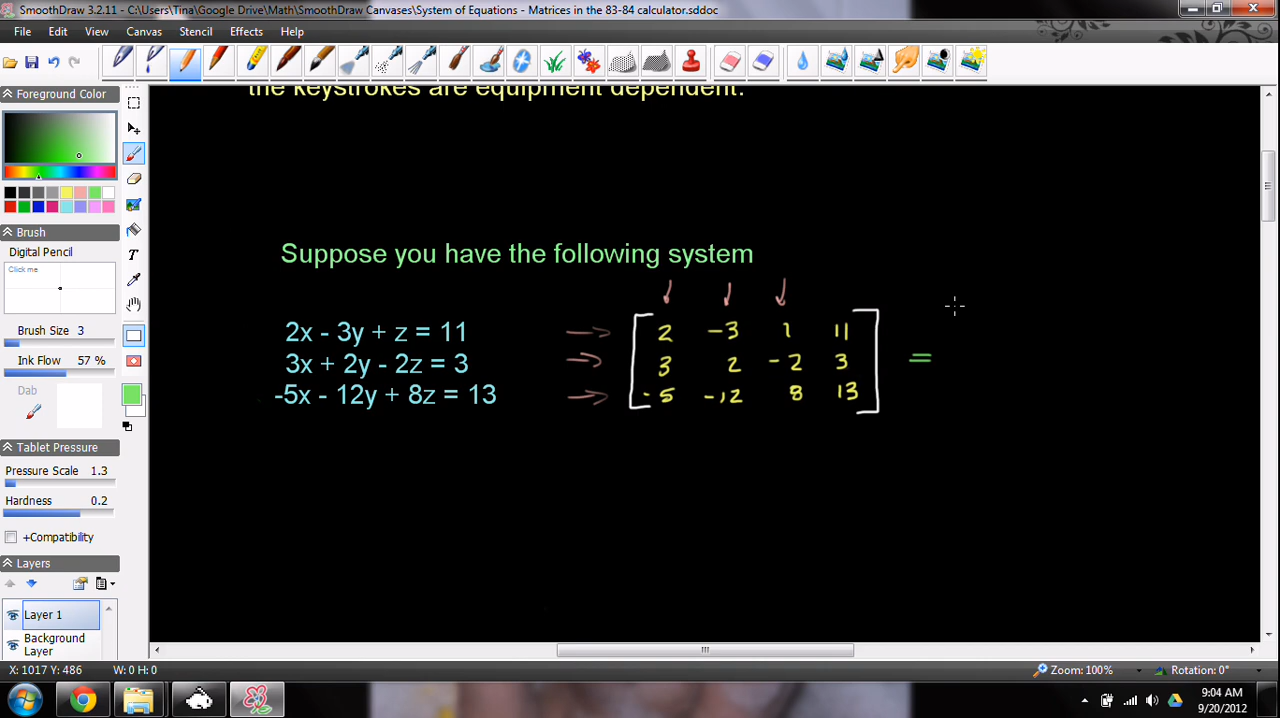 SmoothDraw 3.2.11 - C:\Users\Tina\Google Drive\Math\SmoothDraw Canvases\System of Equations - Matrices in the 83-84 calculator.sddoc
File Edit View Canvas Stencil Effects Help
Foreground Color
Brush
Digital Pencil
Click me
Brush Size 3
Ink Flow 57 %
Dab
Tablet Pressure
Pressure Scale 1.3
Hardness 0.2
+Compatibility
Layers
Layer 1
Background
Layer
the keystrokes are equipment dependent.
Suppose you have the following system
2x - 3y + z = 11 → 2 -3 1 11
3x + 2y - 2z = 3 → 3 2 -2 3 =
-5x - 12y + 8z = 13 → -5 -12 8 13
X: 1017 Y: 486 W: 0 H: 0 Zoom: 100% Rotation: 0°
9:04 AM
9/20/2012